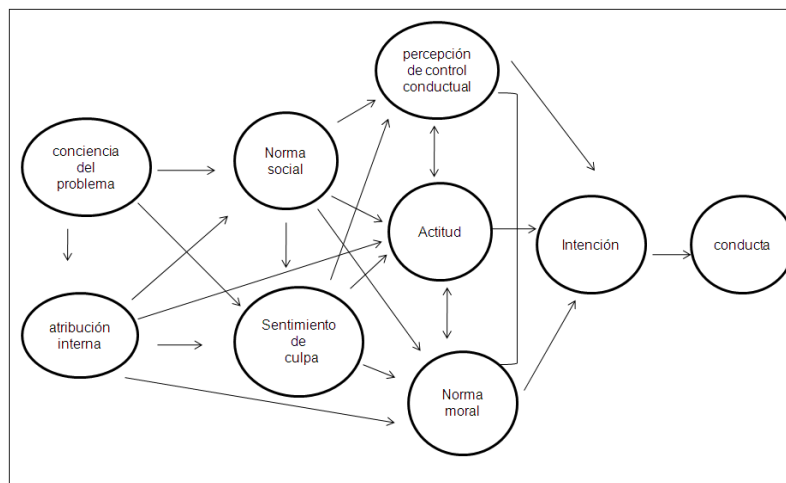 percepción
de control
conductual
conciencia
del
problema
Norma
social
Actitud
Intención
conducta
atribución
interna
Sentimiento
de
culpa
Norma
moral